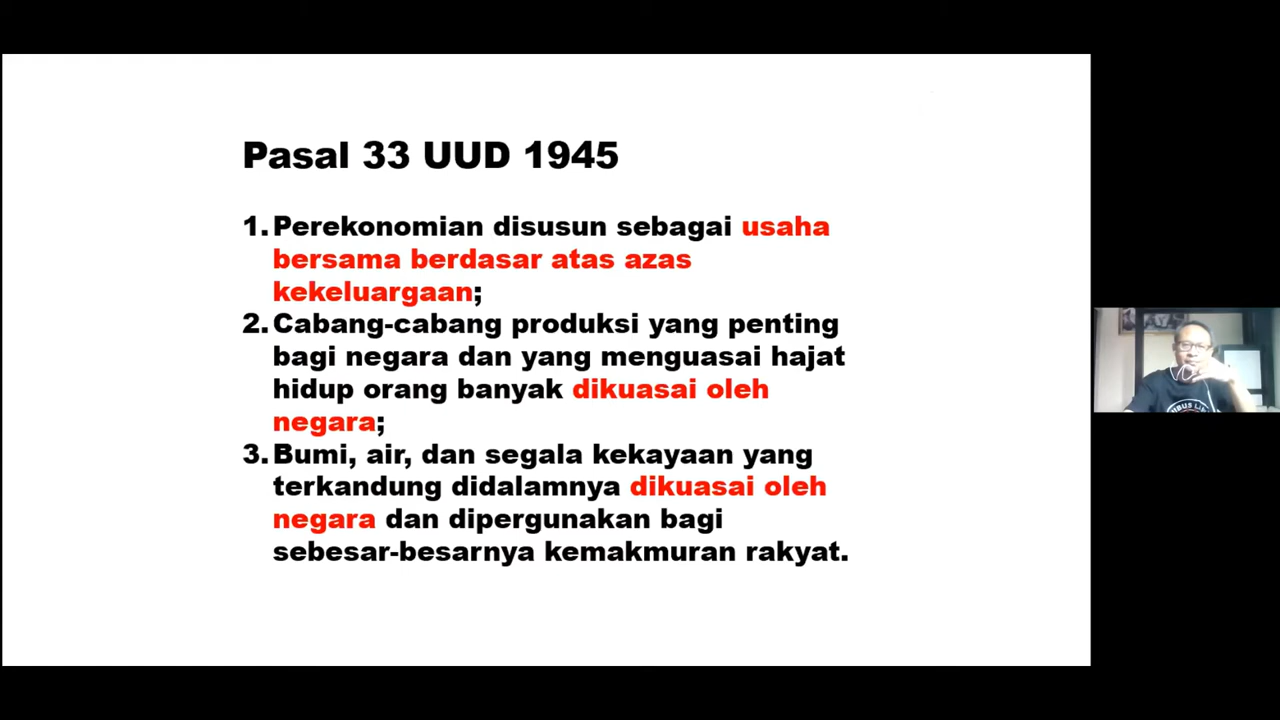 Pasal 33 UUD 1945
1. Perekonomian disusun sebagai usaha
bersama berdasar atas azas
kekeluargaan;
2. Cabang-cabang produksi yang penting
bagi negara dan yang menguasai hajat
hidup orang banyak dikuasai oleh
negara;
3. Bumi, air, dan segala kekayaan yang
terkandung didalamnya dikuasai oleh
negara dan dipergunakan bagi
sebesar-besarnya kemakmuran rakyat.